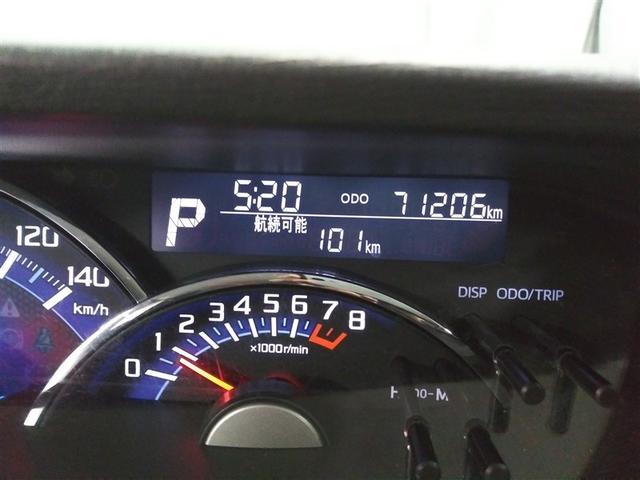 P 5:20 ODO 71206km
航続可能 101km
120
140
km/h
DISP ODO/TRIP
0 1 2 3 4 5 6 7 8
×1000r/min